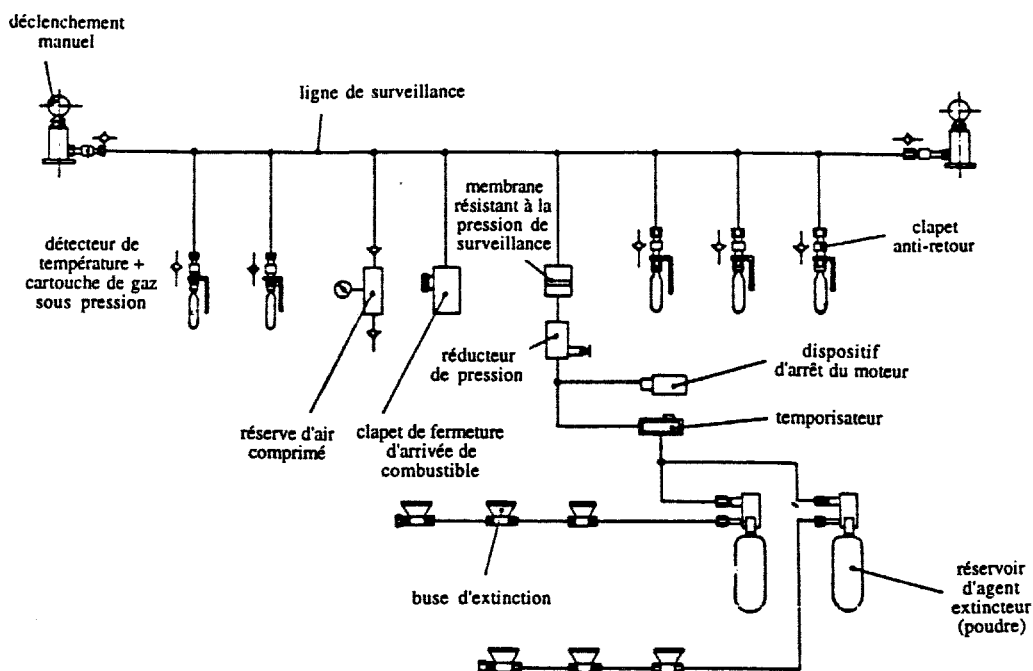 déclenchement
manuel
ligne de surveillance
membrane
résistant à la
pression de
surveillance
clapet
anti-retour
détecteur de
température +
cartouche de gaz
sous pression
réducteur
de pression
dispositif
d'arrêt du moteur
temporisateur
réserve d'air
comprimé
clapet de fermeture
d'arrivée de
combustible
buse d'extinction
réservoir
d'agent
extincteur
(poudre)